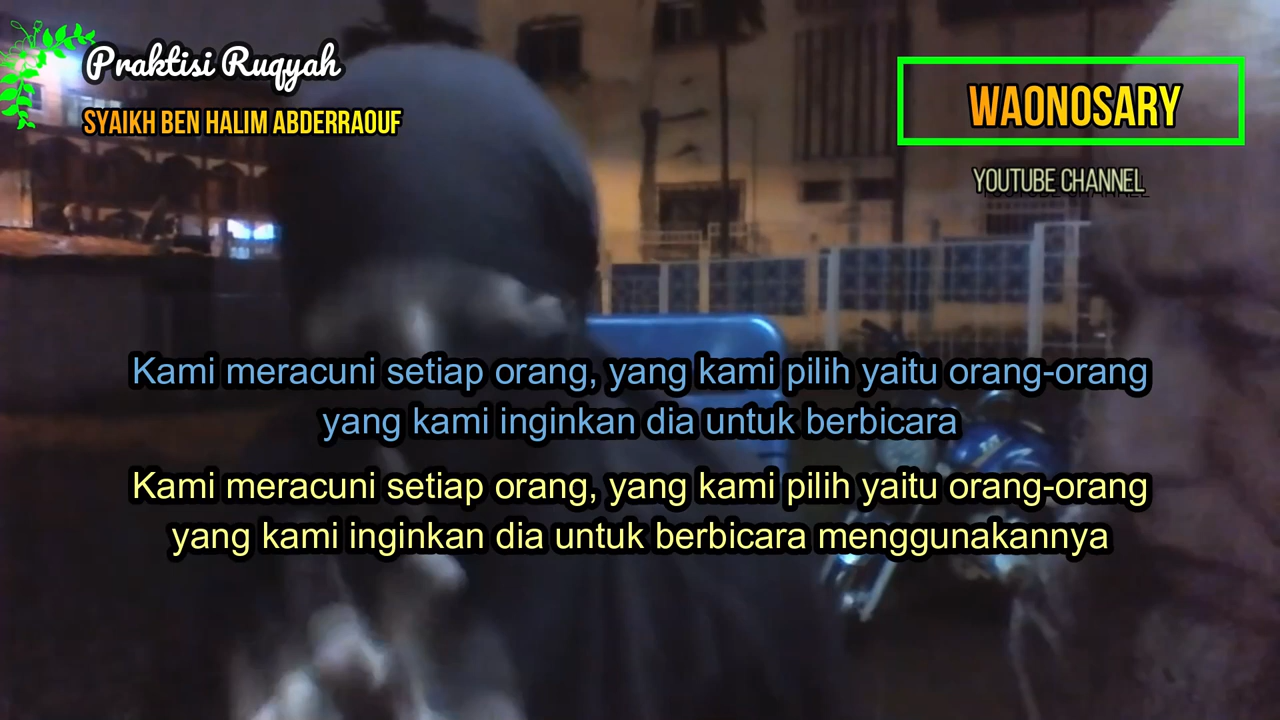 Praktisi Ruqyah
SYAIKH BEN HALIM ABDERRAOUF
WAONOSARY
YOUTUBE CHANNEL
Kami meracuni setiap orang, yang kami pilih yaitu orang-orang
yang kami inginkan dia untuk berbicara
Kami meracuni setiap orang, yang kami pilih yaitu orang-orang
yang kami inginkan dia untuk berbicara menggunakannya